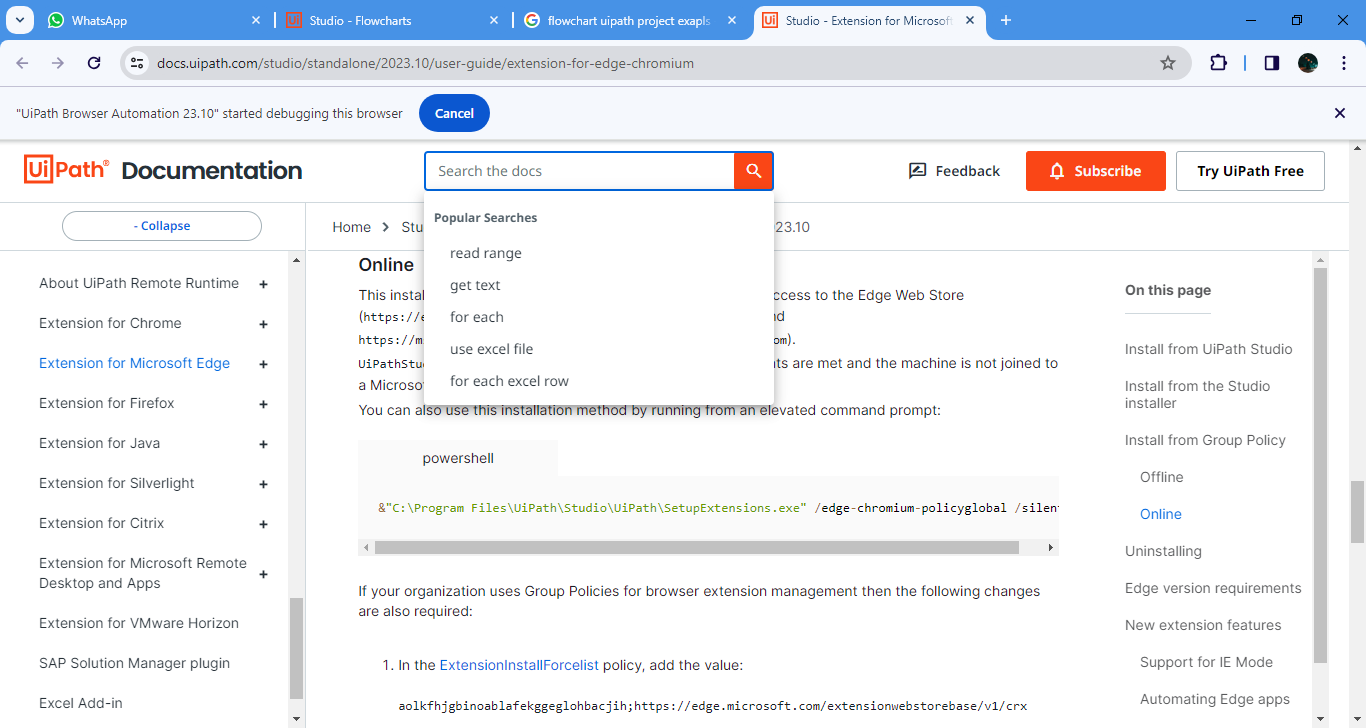 WhatsApp
Studio - Flowcharts
flowchart uipath project exapls
Studio - Extension for Microsoft
docs.uipath.com/studio/standalone/2023.10/user-guide/extension-for-edge-chromium
"UiPath Browser Automation 23.10" started debugging this browser
Cancel
UiPath® Documentation
Search the docs
Feedback
Subscribe
Try UiPath Free
- Collapse
Home > Stu
23.10
Popular Searches
read range
get text
for each
use excel file
for each excel row
About UiPath Remote Runtime +
Extension for Chrome +
Extension for Microsoft Edge +
Extension for Firefox +
Extension for Java +
Extension for Silverlight +
Extension for Citrix +
Extension for Microsoft Remote
Desktop and Apps +
Extension for VMware Horizon
SAP Solution Manager plugin
Excel Add-in
Online
This instal ccess to the Edge Web Store
(https://e d
https://m om).
UiPathStu ts are met and the machine is not joined to
a Microso
You can also use this installation method by running from an elevated command prompt:
powershell
&"C:\Program Files\UiPath\Studio\UiPath\SetupExtensions.exe" /edge-chromium-policyglobal /silent
If your organization uses Group Policies for browser extension management then the following changes
are also required:
1. In the ExtensionInstallForcelist policy, add the value:
aolkfhjgbinoablafekggeglohbacjih;https://edge.microsoft.com/extensionwebstorebase/v1/crx
On this page
Install from UiPath Studio
Install from the Studio
installer
Install from Group Policy
Offline
Online
Uninstalling
Edge version requirements
New extension features
Support for IE Mode
Automating Edge apps